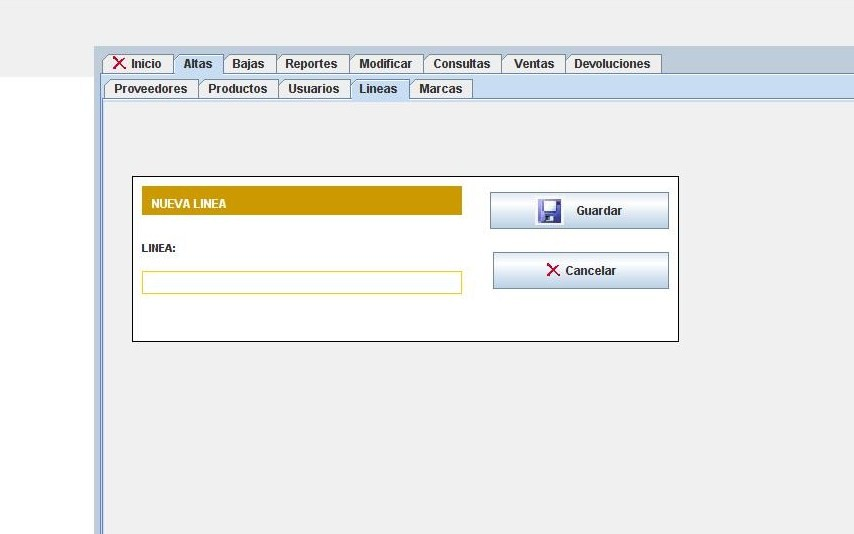 Inicio Altas Bajas Reportes Modificar Consultas Ventas Devoluciones
Proveedores Productos Usuarios Lineas Marcas
NUEVA LINEA
Guardar
LINEA:
Cancelar